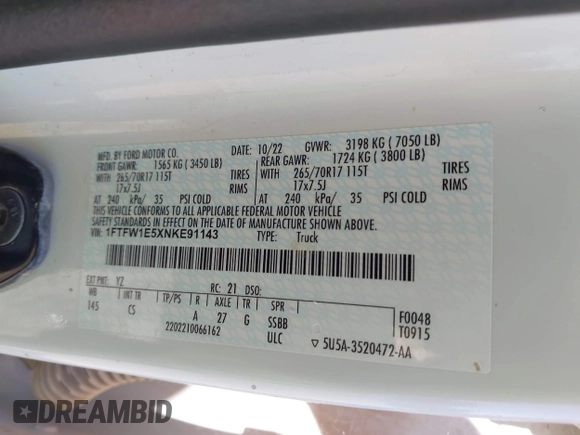 MFD. BY FORD MOTOR CO. 10/22 GVWR: 3198 KG ( 7050 LB)
FRONT GAWR: 1565 KG ( 3450 LB) REAR GAWR: 1724 KG ( 3800 LB)
WITH 265/70R17 115T TIRES WITH 265/70R17 115T TIRES
17x7.5J RIMS 17x7.5J RIMS
AT 240 kPa/ 35 PSI COLD AT 240 kPa/ 35 PSI COLD
THIS VEHICLE CONFORMS TO ALL APPLICABLE FEDERAL MOTOR VEHICLE
SAFETY STANDARDS IN EFFECT ON THE DATE OF MANUFACTURE SHOWN ABOVE.
VIN: 1FTFW1E5XNKE91143 TYPE: Truck
EXT PNT: YZ RC: 21 DSO:
WB INT TR TP/PS R AXLE TR SPR F0048
145 CS A 27 G SSBB T0915
2202210066162 ULC ▽ 5U5A-3520472-AA
DREAMBID